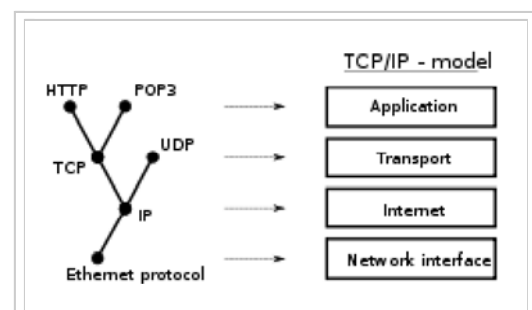 TCP/IP - model
HTTP
POP3
Application
TCP
UDP
Transport
IP
Internet
Ethernet protocol
Network interface